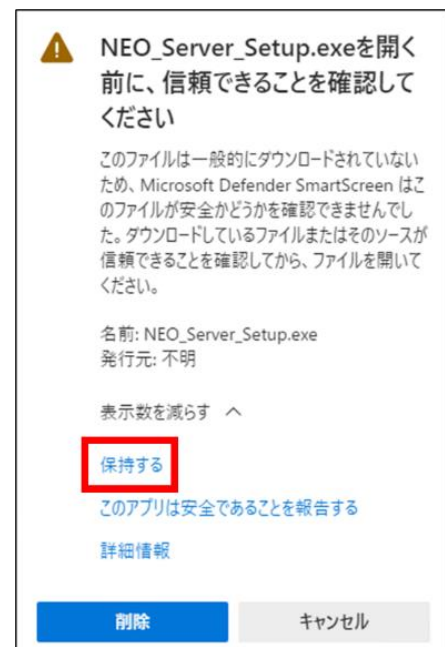 NEO_Server_Setup.exeを開く
前に、信頼できることを確認して
ください
このファイルは一般的にダウンロードされていない
ため、Microsoft Defender SmartScreen はこ
のファイルが安全かどうかを確認できませんでし
た。ダウンロードしているファイルまたはそのソースが
信頼できることを確認してから、ファイルを開いて
ください。
名前: NEO_Server_Setup.exe
発行元: 不明
表示数を減らす
保持する
このアプリは安全であることを報告する
詳細情報
削除
キャンセル